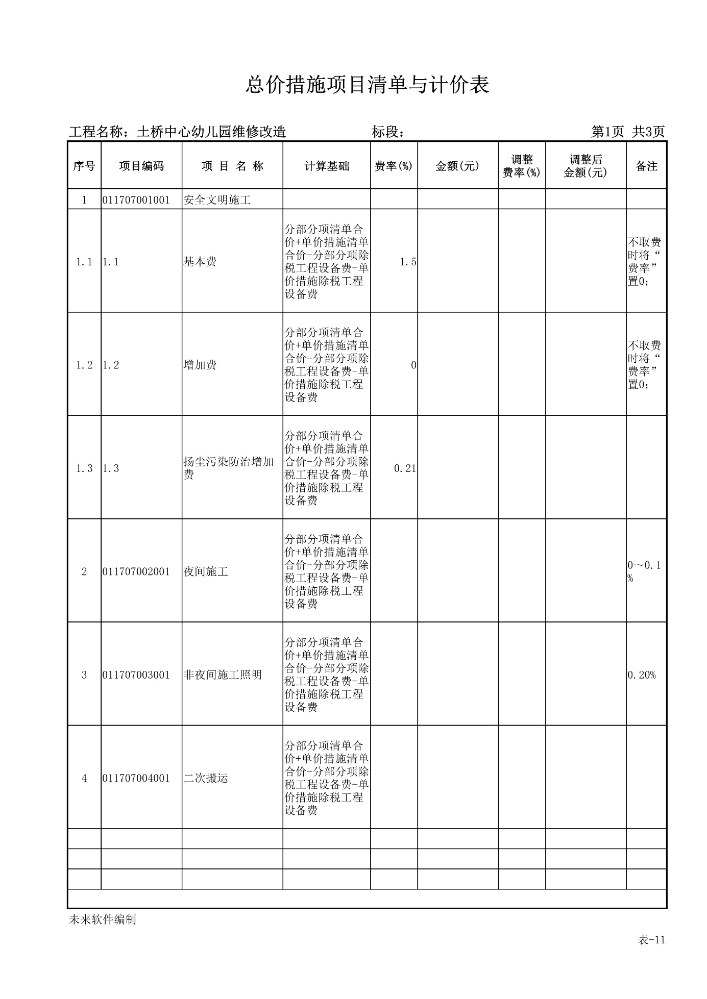 总价措施项目清单与计价表
工程名称：土桥中心幼儿园维修改造 标段： 第1页 共3页
序号 项目编码 项 目 名 称 计算基础 费率(%) 金额(元) 调整 费率(%) 调整后 金额(元) 备注
1 011707001001 安全文明施工
1.1 1.1 基本费
分部分项清单合
价+单价措施清单
合价-分部分项除
税工程设备费-单
价措施除税工程
设备费
1.5
不取费
时将“
费率”
置0;
1.2 1.2 增加费
分部分项清单合
价+单价措施清单
合价-分部分项除
税工程设备费-单
价措施除税工程
设备费
0
不取费
时将“
费率”
置0;
1.3 1.3
扬尘污染防治增加
费
分部分项清单合
价+单价措施清单
合价-分部分项除
税工程设备费-单
价措施除税工程
设备费
0.21
2 011707002001 夜间施工
分部分项清单合
价+单价措施清单
合价-分部分项除
税工程设备费-单
价措施除税工程
设备费
0～0.1
%
3 011707003001 非夜间施工照明
分部分项清单合
价+单价措施清单
合价-分部分项除
税工程设备费-单
价措施除税工程
设备费
0.20%
4 011707004001 二次搬运
分部分项清单合
价+单价措施清单
合价-分部分项除
税工程设备费-单
价措施除税工程
设备费
未来软件编制
表-11